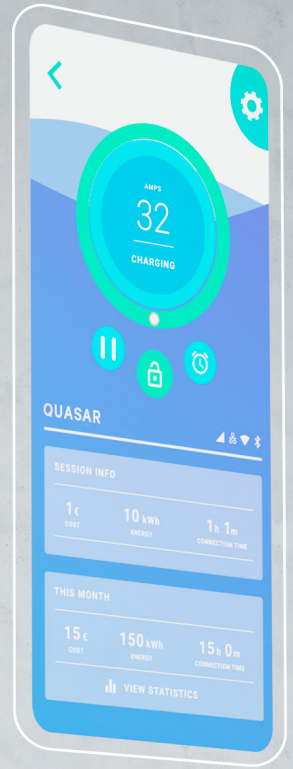 AMPS
32
CHARGING
QUASAR
SESSION INFO
1€ 10 kWh 1h 1m
COST ENERGY CONNECTION TIME
THIS MONTH
15€ 150 kWh 15h 0m
COST ENERGY CONNECTION TIME
VIEW STATISTICS